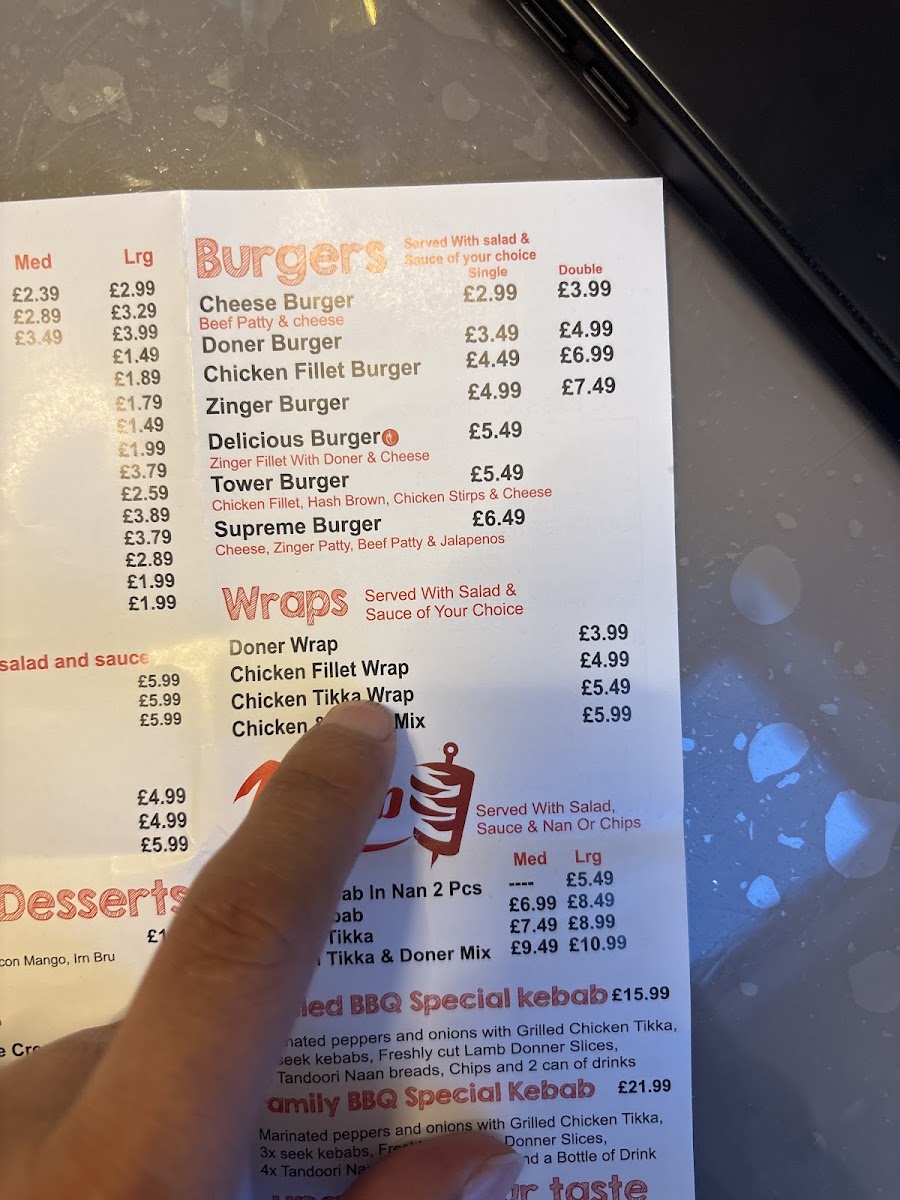 Med Lrg
£2.39 £2.99
£2.89 £3.29
£3.49 £3.99
£1.49
£1.89
£1.79
£1.49
£1.99
£3.79
£2.59
£3.89
£3.79
£2.89
£1.99
£1.99
salad and sauce
£5.99
£5.99
£5.99
£4.99
£4.99
£5.99
Desserts
£1
con Mango, Irn Bru
Burgers Served With salad &
Sauce of your choice
Single Double
Cheese Burger £2.99 £3.99
Beef Patty & cheese
Doner Burger £3.49 £4.99
Chicken Fillet Burger £4.49 £6.99
Zinger Burger £4.99 £7.49
Delicious Burger £5.49
Zinger Fillet With Doner & Cheese
Tower Burger £5.49
Chicken Fillet, Hash Brown, Chicken Stirps & Cheese
Supreme Burger £6.49
Cheese, Zinger Patty, Beef Patty & Jalapenos
Wraps Served With Salad &
Sauce of Your Choice
Doner Wrap £3.99
Chicken Fillet Wrap £4.99
Chicken Tikka Wrap £5.49
Chicken Mix £5.99
Served With Salad,
Sauce & Nan Or Chips
Med Lrg
In Nan 2 Pcs ---- £5.49
£6.99 £8.49
Tikka £7.49 £8.99
Tikka & Doner Mix £9.49 £10.99
BBQ Special kebab £15.99
peppers and onions with Grilled Chicken Tikka,
seek kebabs, Freshly cut Lamb Donner Slices,
Tandoori Naan breads, Chips and 2 can of drinks
amily BBQ Special Kebab £21.99
Marinated peppers and onions with Grilled Chicken Tikka,
3x seek kebabs, Donner Slices,
4x Tandoori nd a Bottle of Drink
taste